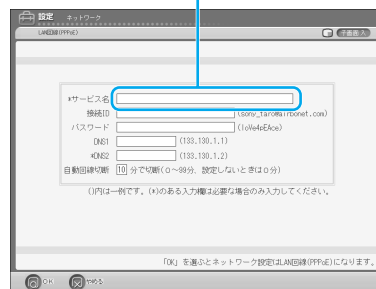 設定 ネットワーク
LAN回線(PPPoE)
子画面 入
*サービス名
接続ID (sony_taro@airbonet.com)
パスワード (loVe4pEAce)
DNS1 (133.130.1.1)
*DNS2 (133.130.1.2)
自動回線切断 10 分で切断(0~99分. 設定しないときは0分)
()内は一例です。(*)のある入力欄は必要な場合のみ入力してください。
「OK」を選ぶとネットワーク設定はLAN回線(PPPoE)になります。
OK やめる